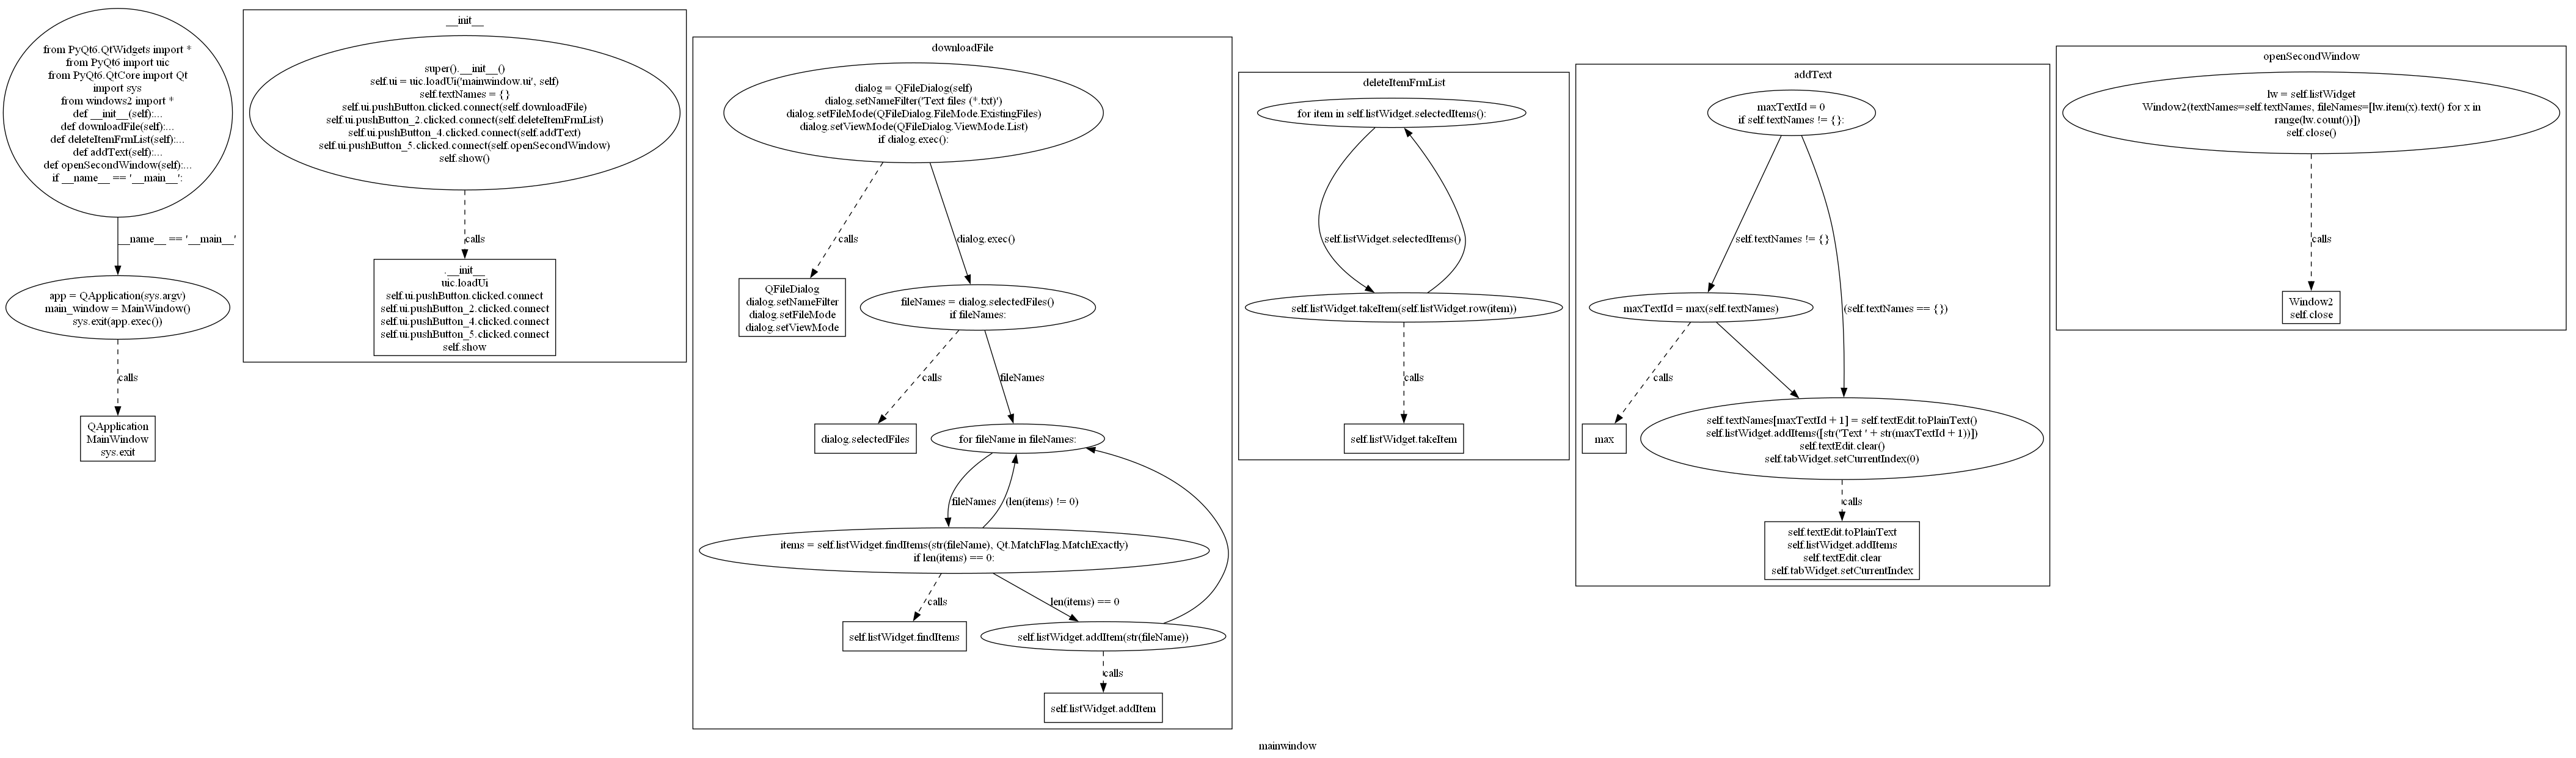 from PyQt6.QtWidgets import *
from PyQt6 import uic
from PyQt6.QtCore import Qt
import sys
from windows2 import *
def __init__(self):...
def downloadFile(self):...
def deleteItemFrmList(self):...
def addText(self):...
def openSecondWindow(self):...
if __name__ == '__main__':
__name__ == '__main__'
app = QApplication(sys.argv)
main_window = MainWindow()
sys.exit(app.exec())
calls
QApplication
MainWindow
sys.exit
__init__
super().__init__()
self.ui = uic.loadUi('mainwindow.ui', self)
self.textNames = {}
self.ui.pushButton.clicked.connect(self.downloadFile)
self.ui.pushButton_2.clicked.connect(self.deleteItemFrmList)
self.ui.pushButton_4.clicked.connect(self.addText)
self.ui.pushButton_5.clicked.connect(self.openSecondWindow)
self.show()
calls
.__init__
uic.loadUi
self.ui.pushButton.clicked.connect
self.ui.pushButton_2.clicked.connect
self.ui.pushButton_4.clicked.connect
self.ui.pushButton_5.clicked.connect
self.show
downloadFile
dialog = QFileDialog(self)
dialog.setNameFilter('Text files (*.txt)')
dialog.setFileMode(QFileDialog.FileMode.ExistingFiles)
dialog.setViewMode(QFileDialog.ViewMode.List)
if dialog.exec():
calls
dialog.exec()
QFileDialog
dialog.setNameFilter
dialog.setFileMode
dialog.setViewMode
fileNames = dialog.selectedFiles()
if fileNames:
calls
fileNames
dialog.selectedFiles
for fileName in fileNames:
fileNames
(len(items) != 0)
items = self.listWidget.findItems(str(fileName), Qt.MatchFlag.MatchExactly)
if len(items) == 0:
calls
len(items) == 0
self.listWidget.findItems
self.listWidget.addItem(str(fileName))
calls
self.listWidget.addItem
deleteItemFrmList
for item in self.listWidget.selectedItems():
self.listWidget.selectedItems()
self.listWidget.takeItem(self.listWidget.row(item))
calls
self.listWidget.takeItem
addText
maxTextId = 0
if self.textNames != {}:
self.textNames != {}
maxTextId = max(self.textNames)
(self.textNames == {})
calls
max
self.textNames[maxTextId + 1] = self.textEdit.toPlainText()
self.listWidget.addItems([str('Text ' + str(maxTextId + 1))])
self.textEdit.clear()
self.tabWidget.setCurrentIndex(0)
calls
self.textEdit.toPlainText
self.listWidget.addItems
self.textEdit.clear
self.tabWidget.setCurrentIndex
openSecondWindow
lw = self.listWidget
Window2(textNames=self.textNames, fileNames=[lw.item(x).text() for x in
range(lw.count())])
self.close()
calls
Window2
self.close
mainwindow